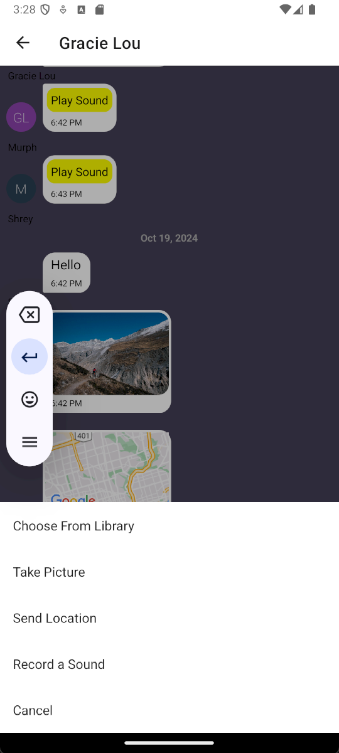 3:28
Gracie Lou
Gracie Lou
GL
Play Sound
6:42 PM
Murph
M
Play Sound
6:43 PM
Shrey
Oct 19, 2024
Hello
6:42 PM
6:42 PM
401
Google
Choose From Library
Take Picture
Send Location
Record a Sound
Cancel